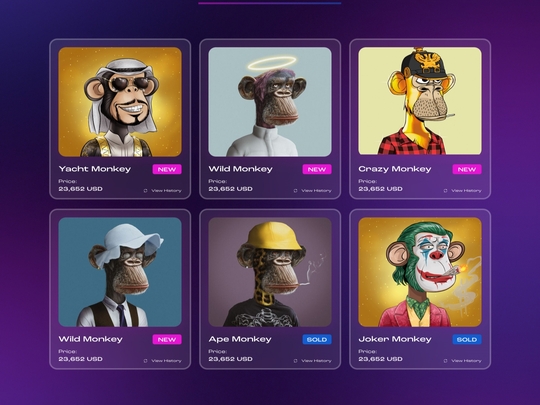 Yacht Monkey NEW
Price:
23,652 USD View History
Wild Monkey NEW
Price:
23,652 USD View History
Crazy Monkey NEW
Price:
23,652 USD View History
Wild Monkey NEW
Price:
23,652 USD View History
Ape Monkey SOLD
Price:
23,652 USD View History
Joker Monkey SOLD
Price:
23,652 USD View History